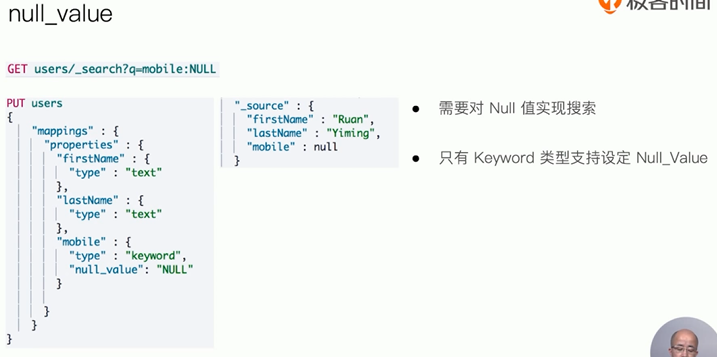 null_value
极客时间
GET users/_search?q=mobile:NULL
PUT users
{
"mappings" : {
"properties" : {
"firstName" : {
"type" : "text"
},
"lastName" : {
"type" : "text"
},
"mobile" : {
"type" : "keyword",
"null_value": "NULL"
}
}
}
}
"_source" : {
"firstName" : "Ruan",
"lastName" : "Yiming",
"mobile" : null
}
● 需要对 Null 值实现搜索
● 只有 Keyword 类型支持设定 Null_Value